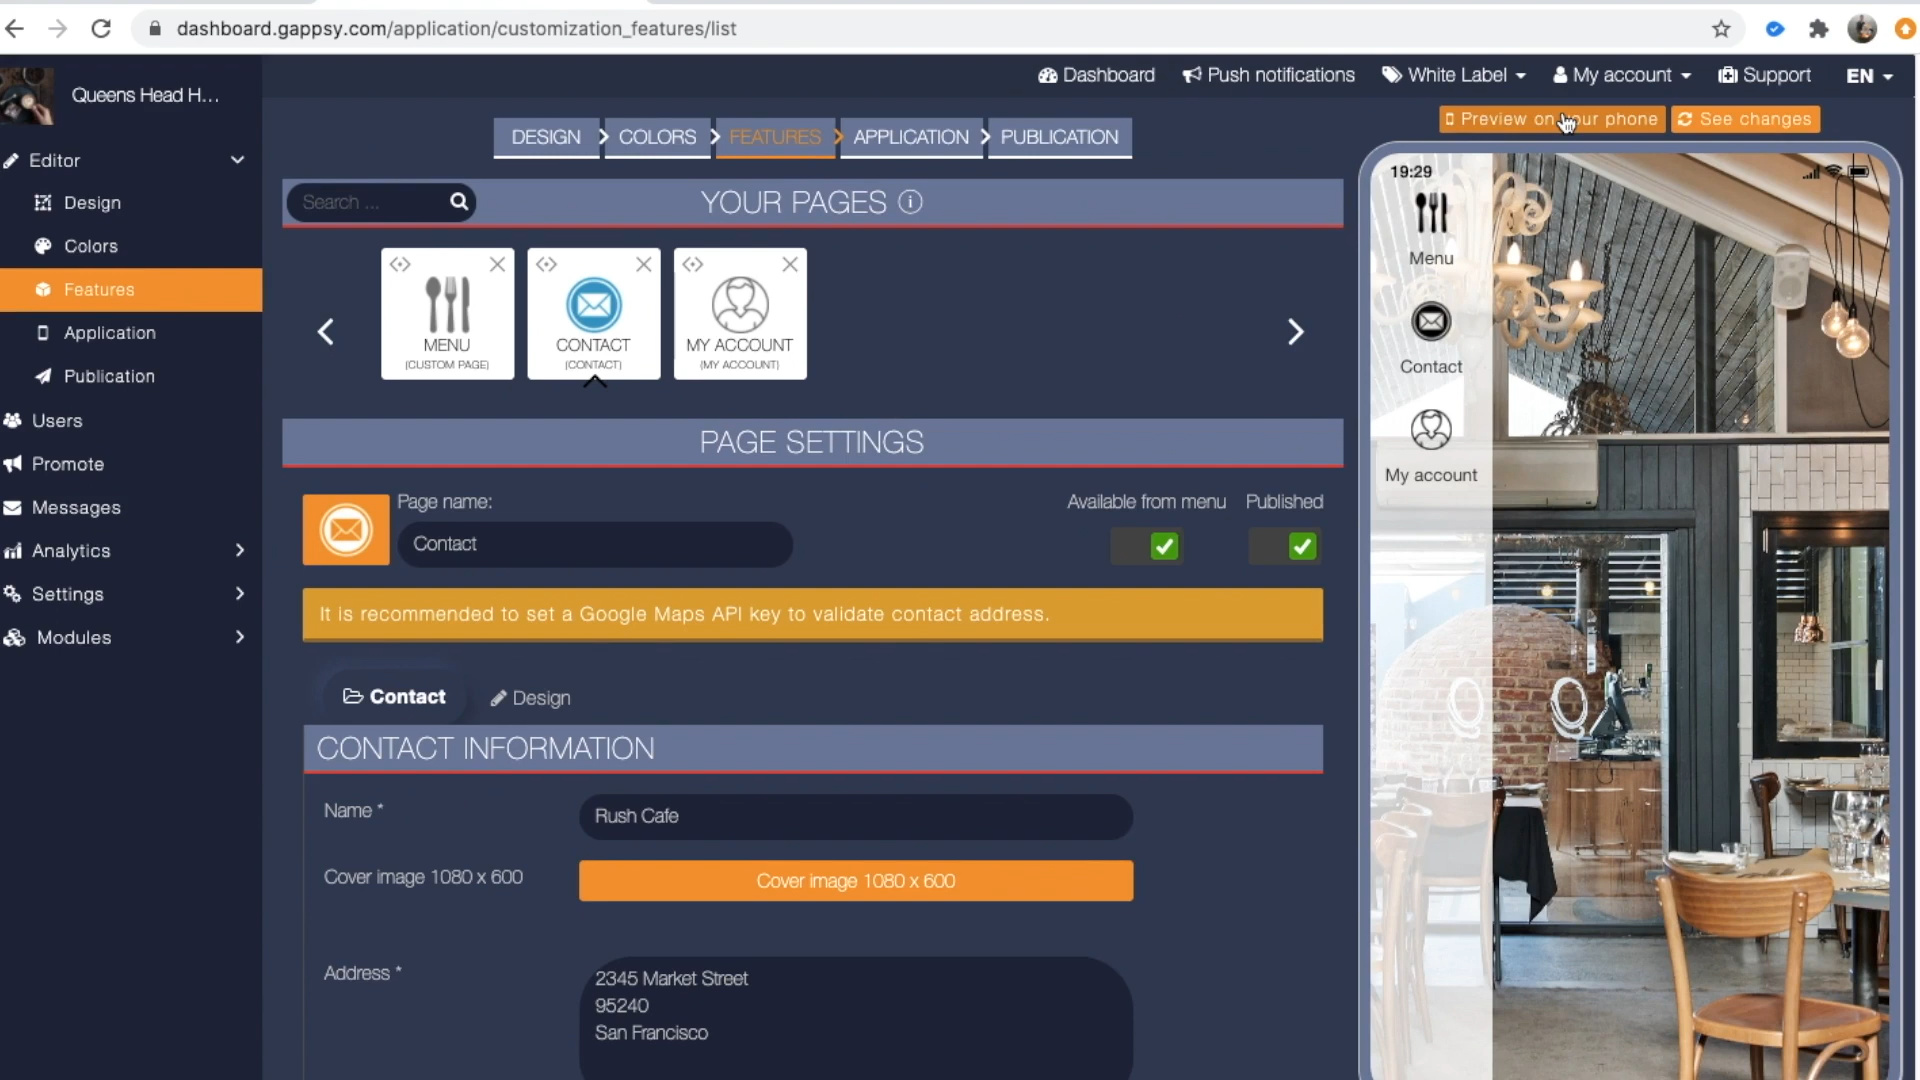 dashboard.gappsy.com/application/customization_features/list
Queens Head H...
Dashboard
Push notifications
White Label
My account
Support
EN
Editor
Design
Colors
Features
Application
Publication
Users
Promote
Messages
Analytics
Settings
Modules
DESIGN
COLORS
FEATURES
APPLICATION
PUBLICATION
Preview on your phone
See changes
Search ...
YOUR PAGES
MENU
(CUSTOM PAGE)
CONTACT
(CONTACT)
MY ACCOUNT
(MY ACCOUNT)
PAGE SETTINGS
Page name:
Contact
Available from menu
Published
It is recommended to set a Google Maps API key to validate contact address.
Contact
Design
CONTACT INFORMATION
Name *
Rush Cafe
Cover image 1080 x 600
Cover image 1080 x 600
Address *
2345 Market Street
95240
San Francisco
19:29
Menu
Contact
My account